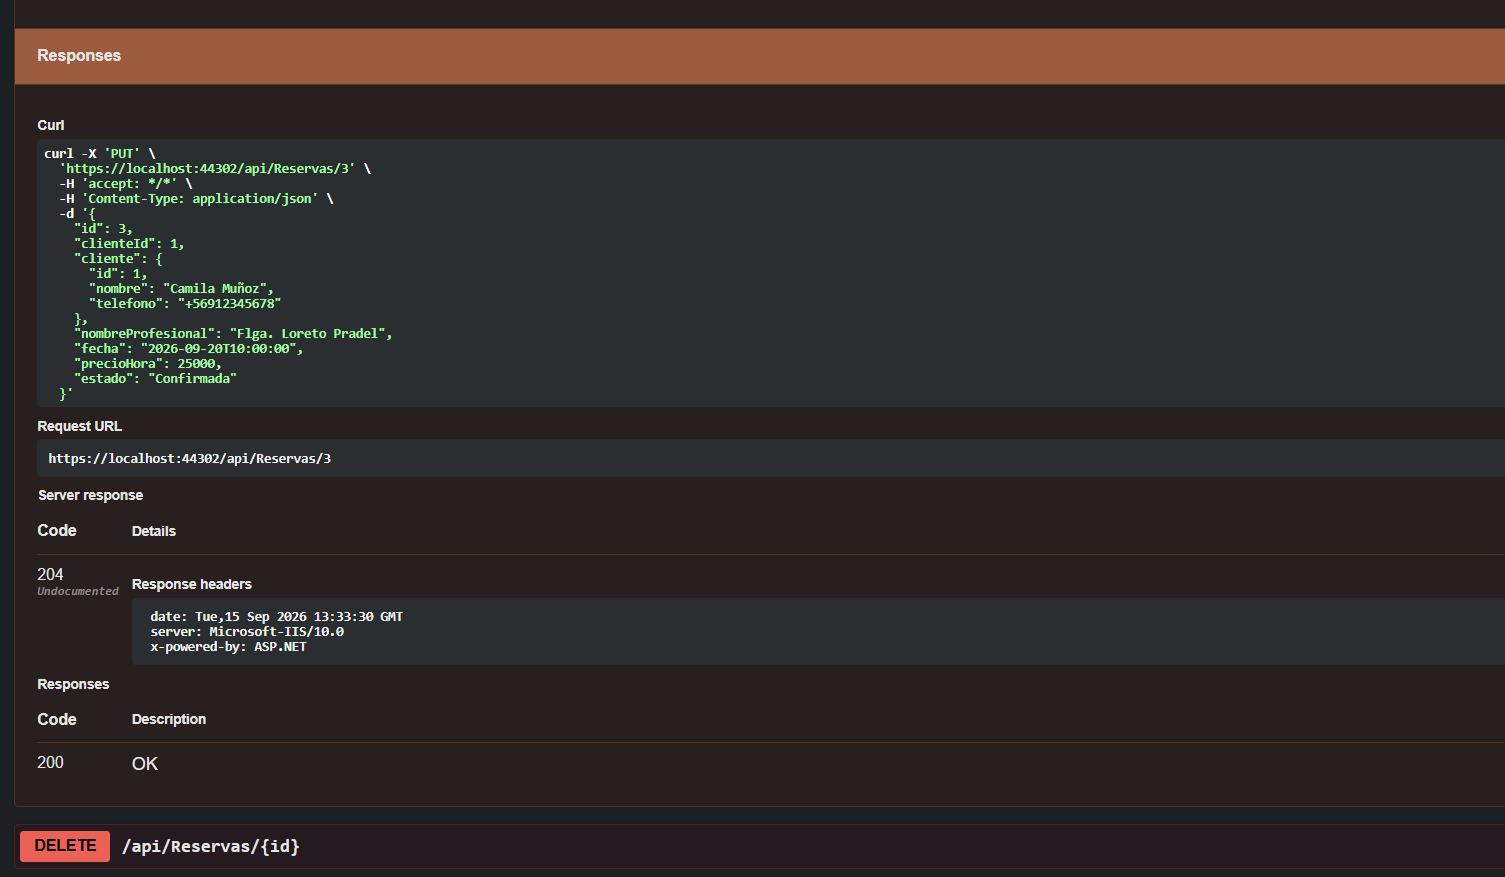 Responses
Curl
curl -X 'PUT' \
  'https://localhost:44302/api/Reservas/3' \
  -H 'accept: */*' \
  -H 'Content-Type: application/json' \
  -d '{
    "id": 3,
    "clienteId": 1,
    "cliente": {
      "id": 1,
      "nombre": "Camila Muñoz",
      "telefono": "+56912345678"
    },
    "nombreProfesional": "Flga. Loreto Pradel",
    "fecha": "2026-09-20T10:00:00",
    "precioHora": 25000,
    "estado": "Confirmada"
  }'
Request URL
https://localhost:44302/api/Reservas/3
Server response
Code Details
204
Undocumented
Response headers
date: Tue,15 Sep 2026 13:33:30 GMT
server: Microsoft-IIS/10.0
x-powered-by: ASP.NET
Responses
Code Description
200 OK
DELETE /api/Reservas/{id}